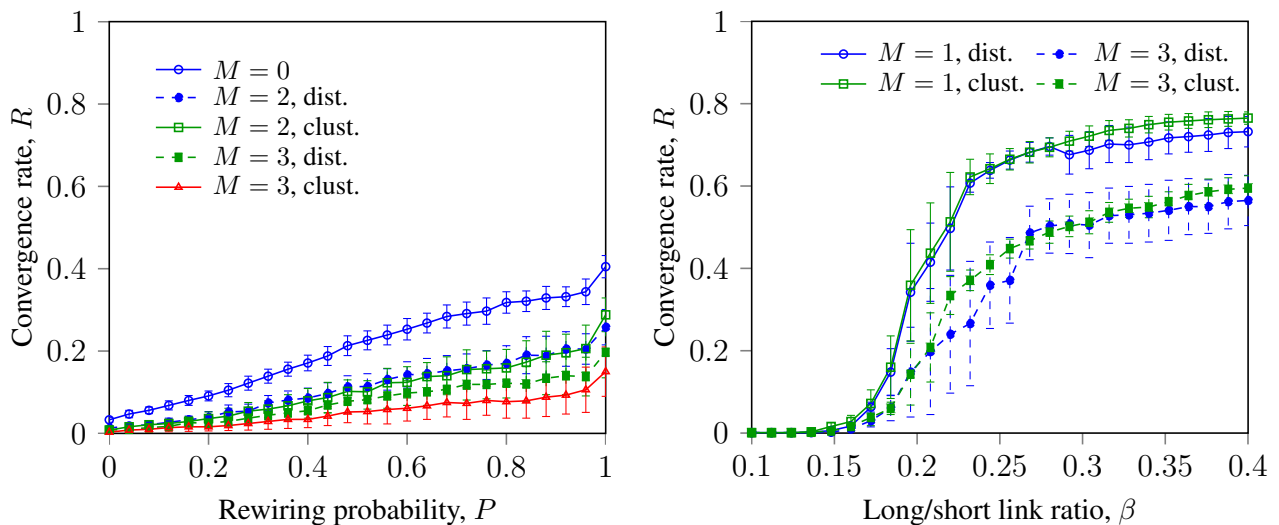 1
0.8
0.6
0.4
0.2
0
Convergence rate, R
M = 0
M = 2, dist.
M = 2, clust.
M = 3, dist.
M = 3, clust.
0 0.2 0.4 0.6 0.8 1
Rewiring probability, P
1
0.8
0.6
0.4
0.2
0
Convergence rate, R
M = 1, dist. M = 3, dist.
M = 1, clust. M = 3, clust.
0.1 0.15 0.2 0.25 0.3 0.35 0.4
Long/short link ratio, β